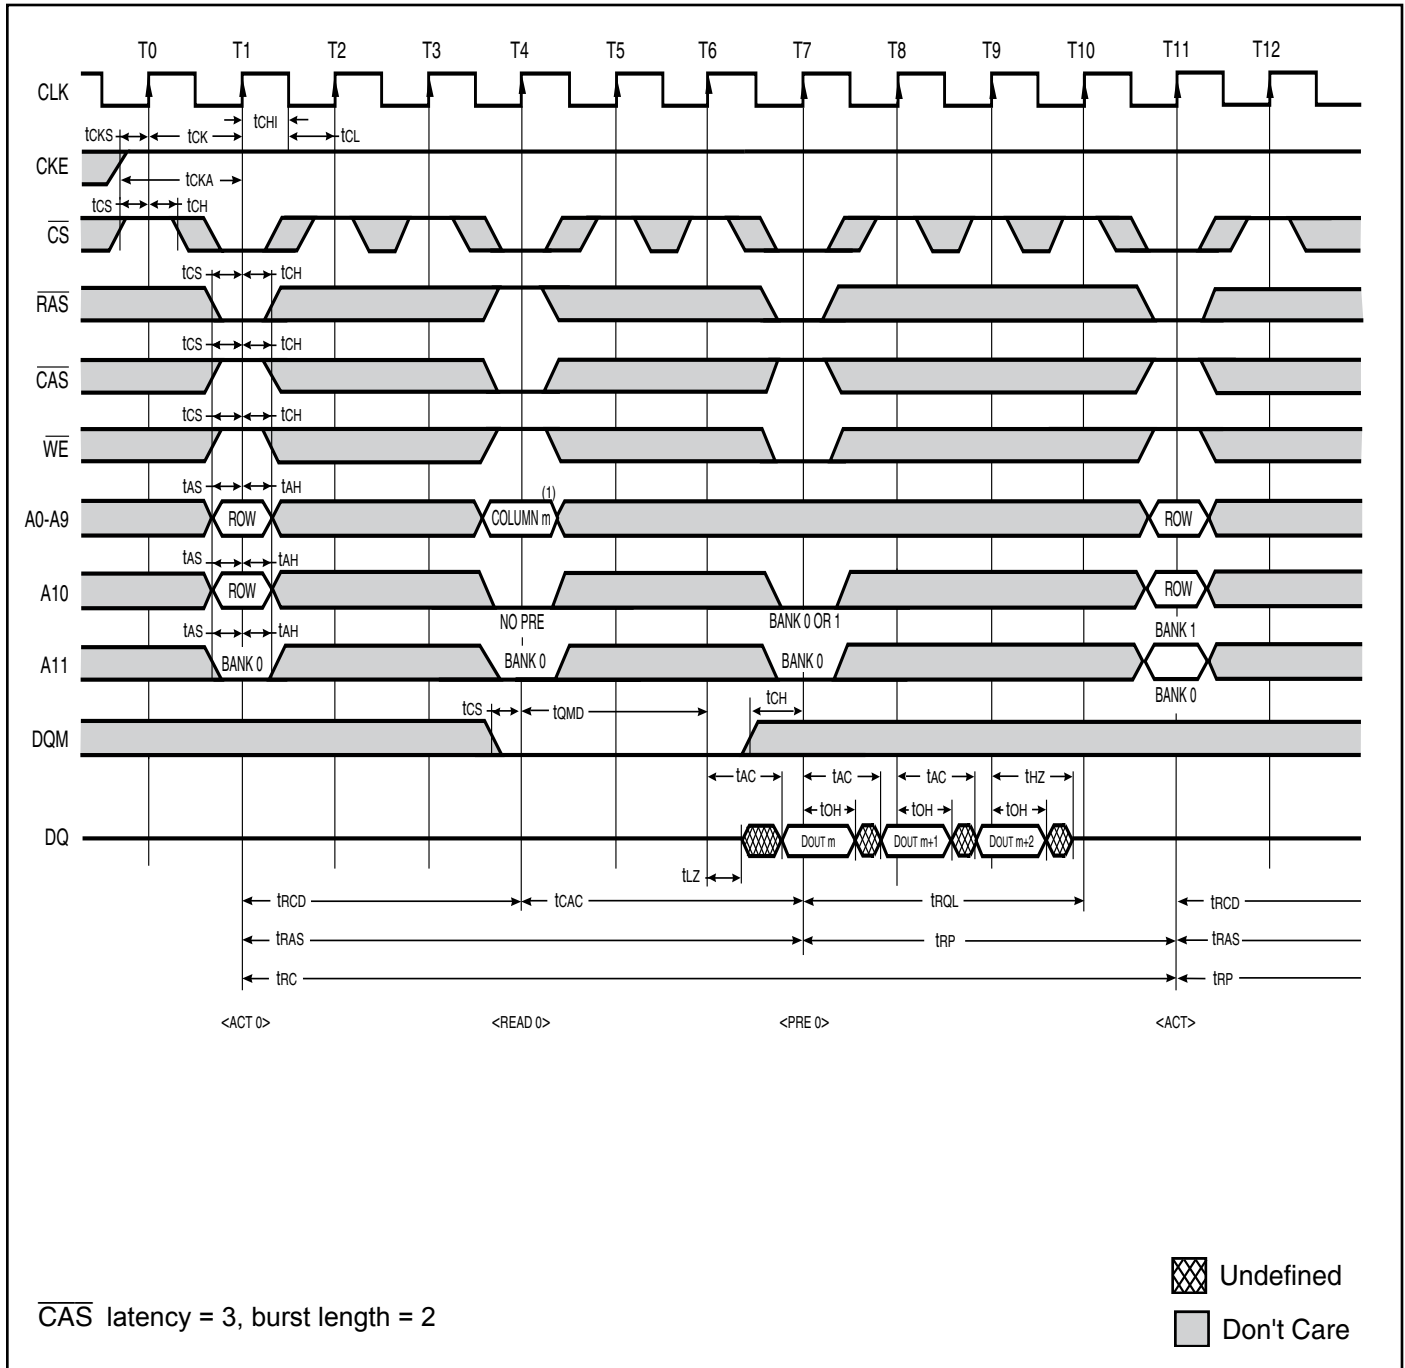 T0 T1 T2 T3 T4 T5 T6 T7 T8 T9 T10 T11 T12
CLK
tCHI
tCKS tCK tCL
CKE
tCKA
tCS tCH
CS
tCS tCH
RAS
tCS tCH
CAS
tCS tCH
WE
tAS tAH (1)
A0-A9 ROW COLUMN m ROW
tAS tAH
A10 ROW ROW
NO PRE BANK 0 OR 1 BANK 1
tAS tAH
A11 BANK 0 BANK 0 BANK 0
BANK 0
tCS tQMD tCH
DQM
tAC tAC tAC tHZ
tOH tOH tOH
DQ DOUT m DOUT m+1 DOUT m+2
tLZ
tRCD tCAC tRQL tRCD
tRAS tRP tRAS
tRC tRP
<ACT 0> <READ 0> <PRE 0> <ACT>
Undefined
CAS latency = 3, burst length = 2
Don't Care